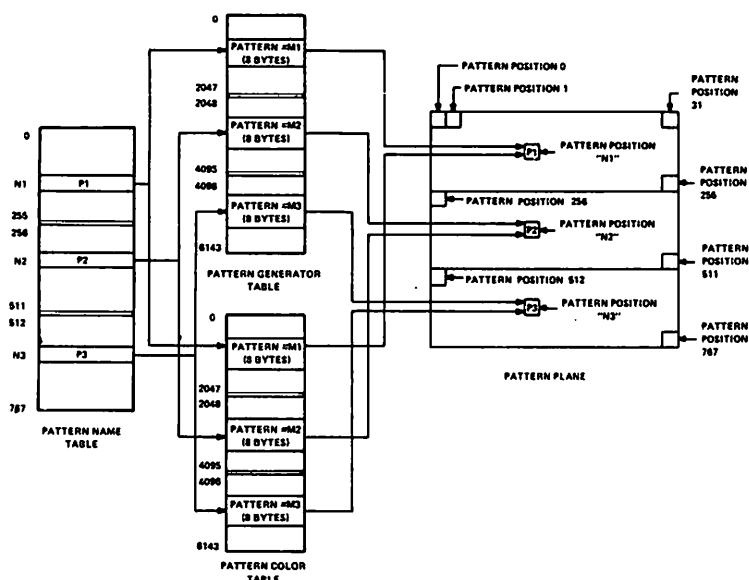 0
N1
P1
255
256
N2
P2
511
512
N3
P3
767
PATTERN NAME
TABLE
0
PATTERN #M1
(8 BYTES)
2047
2048
PATTERN #M2
(8 BYTES)
4095
4096
PATTERN #M3
(8 BYTES)
6143
PATTERN GENERATOR
TABLE
0
PATTERN #M1
(8 BYTES)
2047
2048
PATTERN #M2
(8 BYTES)
4095
4096
PATTERN #M3
(8 BYTES)
6143
PATTERN COLOR
TABLE
PATTERN POSITION 0
PATTERN POSITION 1
PATTERN
POSITION
31
P1
PATTERN POSITION
"N1"
PATTERN
POSITION
256
PATTERN POSITION 256
P2
PATTERN POSITION
"N2"
PATTERN
POSITION
511
PATTERN POSITION 512
P3
PATTERN POSITION
"N3"
PATTERN
POSITION
767
PATTERN PLANE